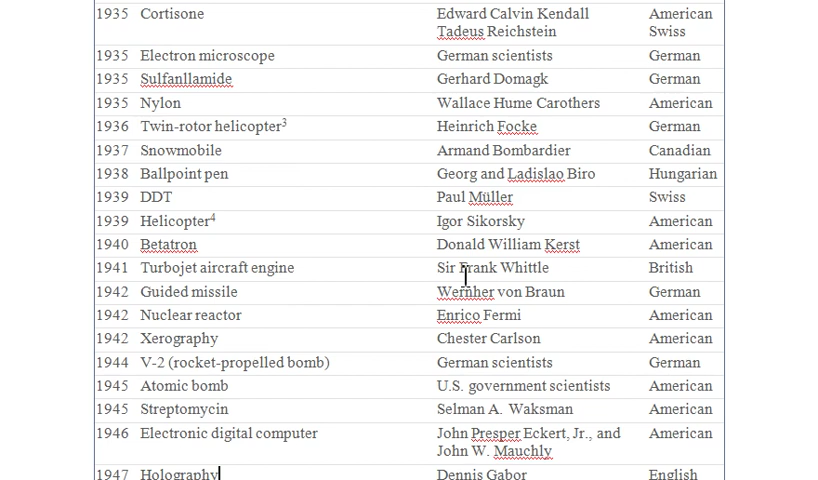 1935 Cortisone Edward Calvin Kendall American
Tadeus Reichstein Swiss
1935 Electron microscope German scientists German
1935 Sulfanllamide Gerhard Domagk German
1935 Nylon Wallace Hume Carothers American
1936 Twin-rotor helicopter3 Heinrich Focke German
1937 Snowmobile Armand Bombardier Canadian
1938 Ballpoint pen Georg and Ladislao Biro Hungarian
1939 DDT Paul Müller Swiss
1939 Helicopter4 Igor Sikorsky American
1940 Betatron Donald William Kerst American
1941 Turbojet aircraft engine Sir Frank Whittle British
1942 Guided missile Wernher von Braun German
1942 Nuclear reactor Enrico Fermi American
1942 Xerography Chester Carlson American
1944 V-2 (rocket-propelled bomb) German scientists German
1945 Atomic bomb U.S. government scientists American
1945 Streptomycin Selman A. Waksman American
1946 Electronic digital computer John Presper Eckert, Jr., and American
John W. Mauchly
1947 Holography Dennis Gabor English